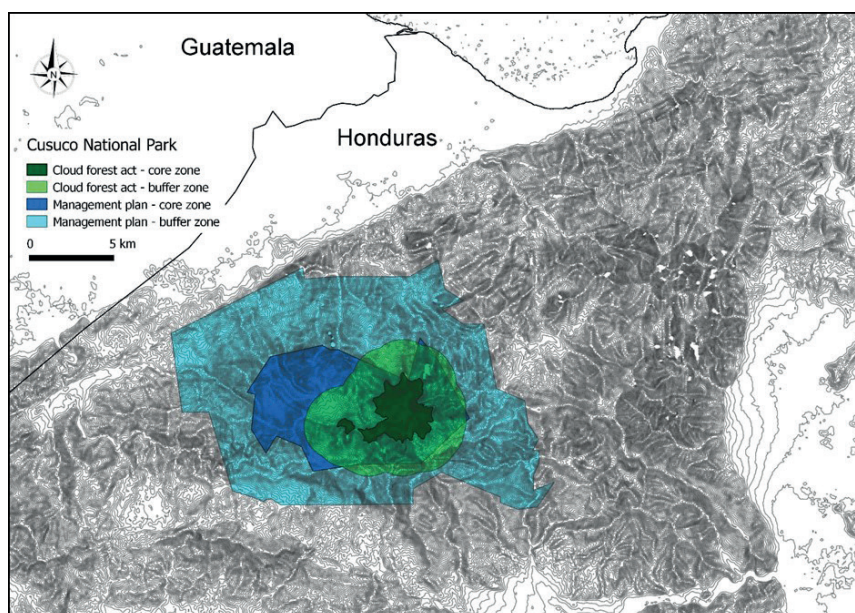 Guatemala
N
Honduras
Cusuco National Park
Cloud forest act - core zone
Cloud forest act - buffer zone
Management plan - core zone
Management plan - buffer zone
0 5 km